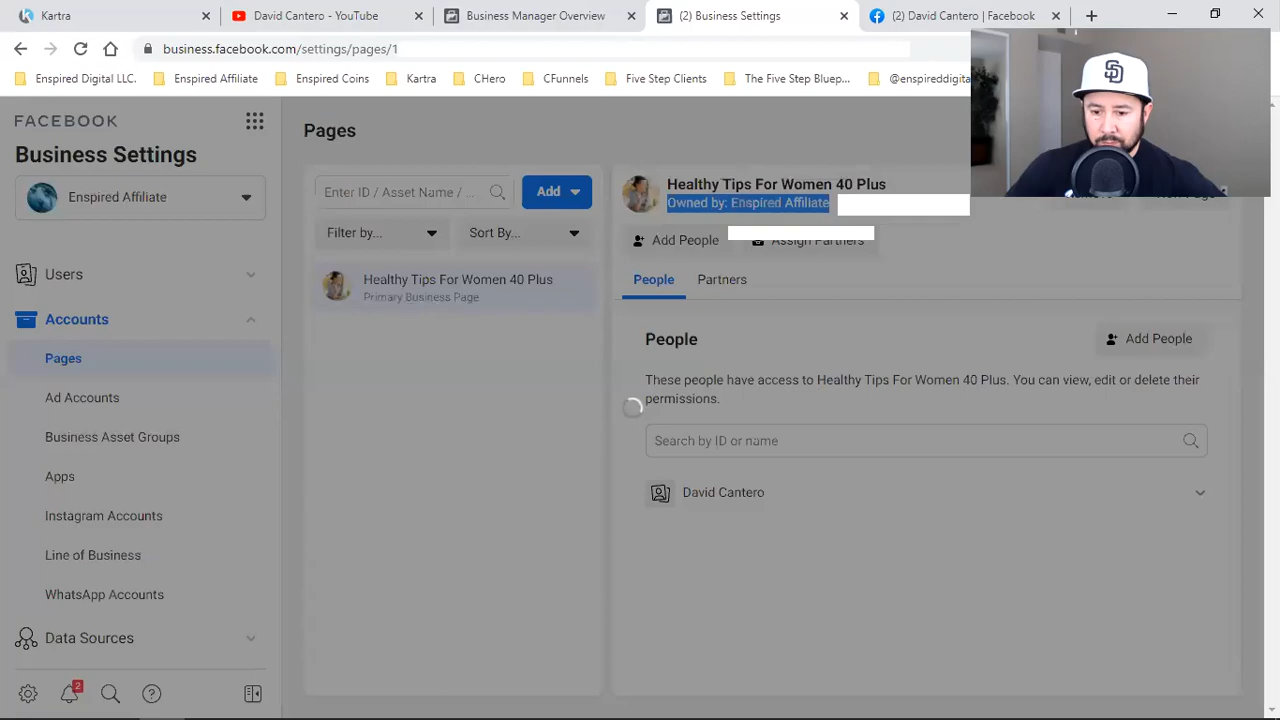 Kartra
David Cantero - YouTube
Business Manager Overview
(2) Business Settings
(2) David Cantero | Facebook
business.facebook.com/settings/pages/1
Enspired Digital LLC.
Enspired Affiliate
Enspired Coins
Kartra
CHero
CFunnels
Five Step Clients
The Five Step Bluep...
@enspireddigita
FACEBOOK
Business Settings
Enspired Affiliate
Users
Accounts
Pages
Ad Accounts
Business Asset Groups
Apps
Instagram Accounts
Line of Business
WhatsApp Accounts
Data Sources
2
Pages
Enter ID / Asset Name / ...
Add
Filter by...
Sort By...
Healthy Tips For Women 40 Plus
Primary Business Page
Healthy Tips For Women 40 Plus
Owned by: Enspired Affiliate
Add People
Assign Partners
People
Partners
People
Add People
These people have access to Healthy Tips For Women 40 Plus. You can view, edit or delete their
permissions.
Search by ID or name
David Cantero
SD